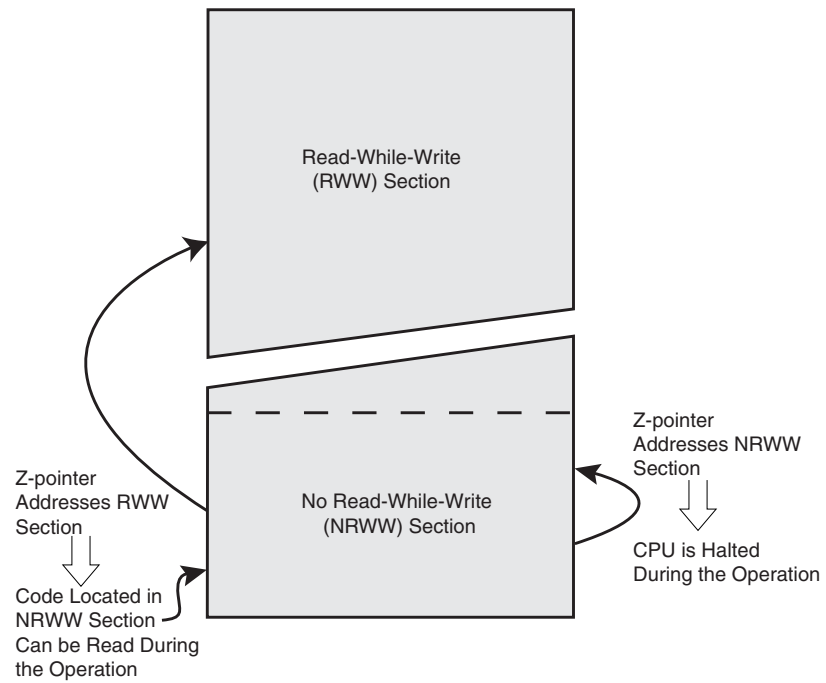 Read-While-Write
(RWW) Section
Z-pointer
Addresses NRWW
Section
CPU is Halted
During the Operation
No Read-While-Write
(NRWW) Section
Z-pointer
Addresses RWW
Section
Code Located in
NRWW Section
Can be Read During
the Operation